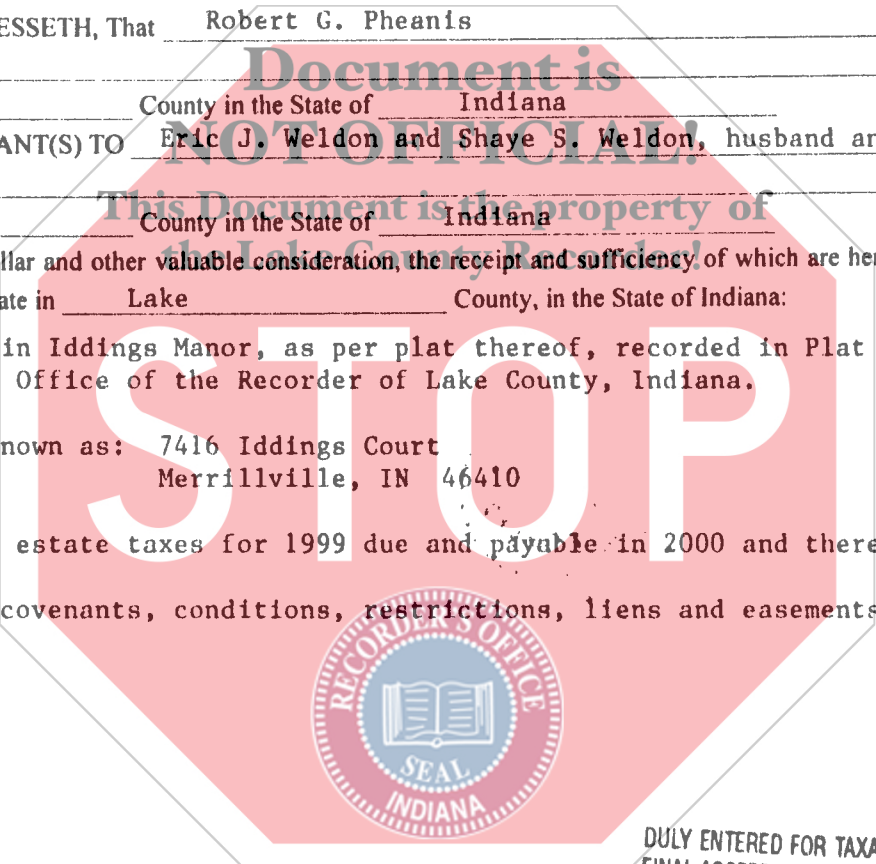 ESSETH, That Robert G. Pheanis
Document is
County in the State of Indiana
NOT OFFICIAL!
ANT(S) TO Eric J. Weldon and Shaye S. Weldon, husband an
This Document is the property of
County in the State of Indiana
the Lake County Recorder!
llar and other valuable consideration, the receipt and sufficiency of which are her
ate in Lake County, in the State of Indiana:
STOP
in Iddings Manor, as per plat thereof, recorded in Plat
Office of the Recorder of Lake County, Indiana.
nown as: 7416 Iddings Court
Merrillville, IN 46410
estate taxes for 1999 due and payable in 2000 and there
covenants, conditions, restrictions, liens and easements
RECORDER'S OFFICE
SEAL
INDIANA
DULY ENTERED FOR TAXA